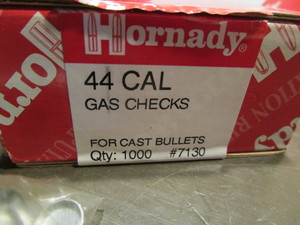 Hornady®
44 CAL
GAS CHECKS
FOR CAST BULLETS
Qty: 1000 #7130